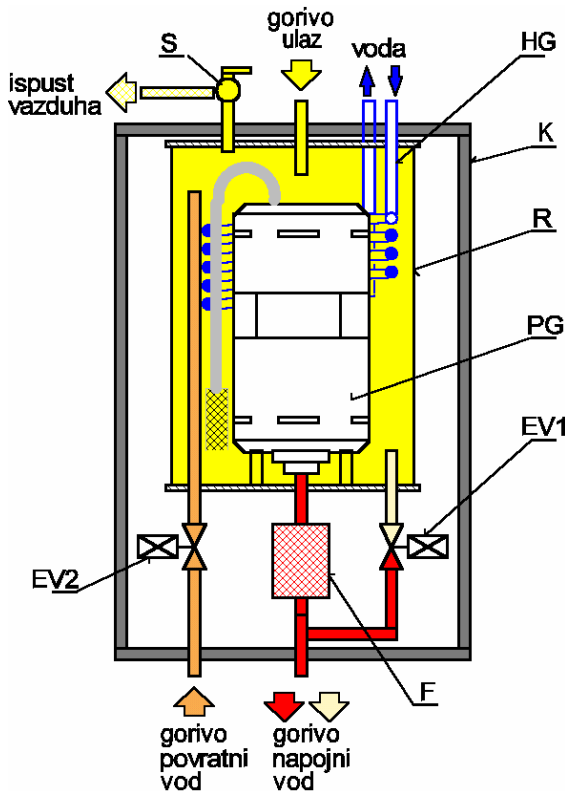 gorivo
ulaz
S
voda
HG
ispust
vazduha
K
R
PG
EV1
EV2
F
gorivo
povratni
vod
gorivo
napojni
vod